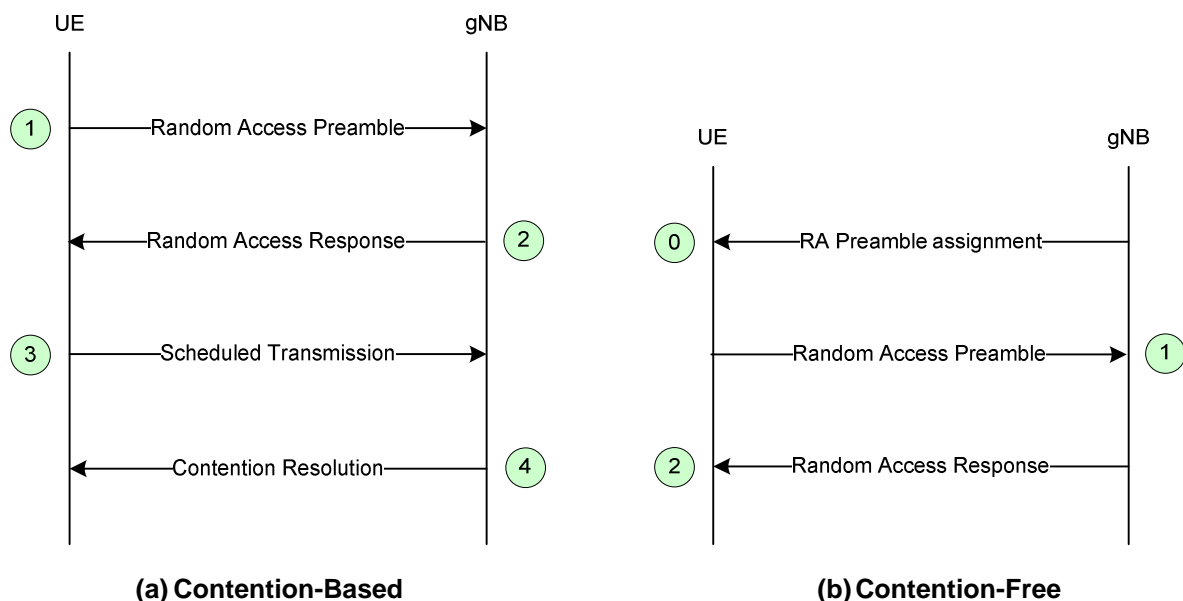 UE
gNB
1
Random Access Preamble
Random Access Response
2
3
Scheduled Transmission
Contention Resolution
4
(a) Contention-Based
UE
gNB
0
RA Preamble assignment
Random Access Preamble
1
2
Random Access Response
(b) Contention-Free